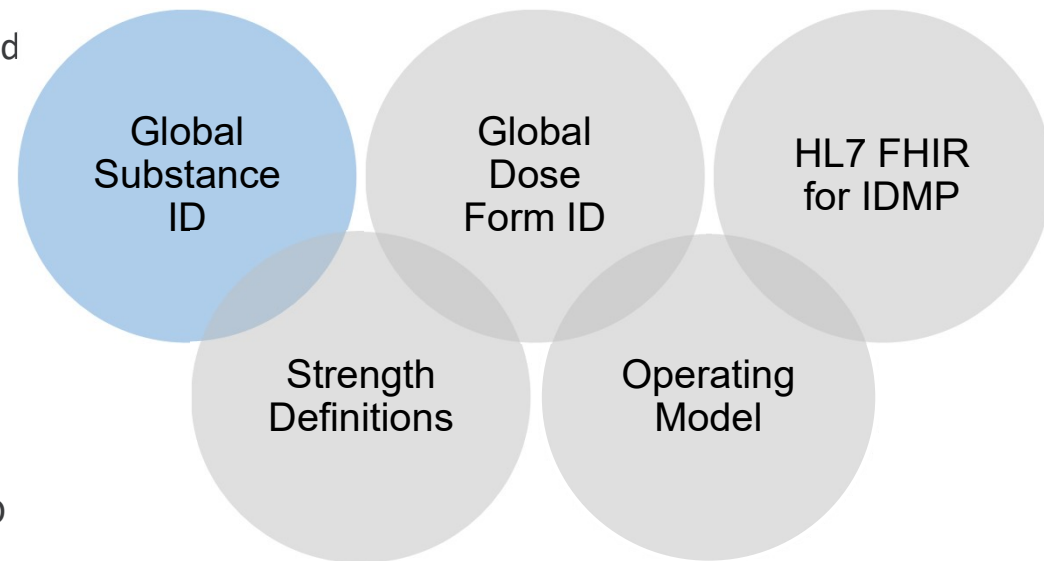 d
Global
Substance
ID
Global
Dose
Form ID
HL7 FHIR
for IDMP
Strength
Definitions
Operating
Model